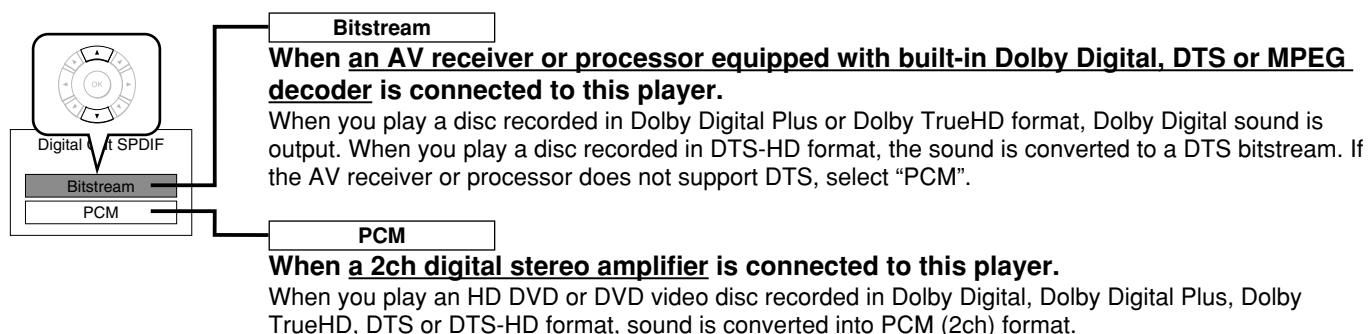 Bitstream
When an AV receiver or processor equipped with built-in Dolby Digital, DTS or MPEG
decoder is connected to this player.
When you play a disc recorded in Dolby Digital Plus or Dolby TrueHD format, Dolby Digital sound is
output. When you play a disc recorded in DTS-HD format, the sound is converted to a DTS bitstream. If
the AV receiver or processor does not support DTS, select “PCM”.
OK
Digital Out SPDIF
Bitstream
PCM
PCM
When a 2ch digital stereo amplifier is connected to this player.
When you play an HD DVD or DVD video disc recorded in Dolby Digital, Dolby Digital Plus, Dolby
TrueHD, DTS or DTS-HD format, sound is converted into PCM (2ch) format.